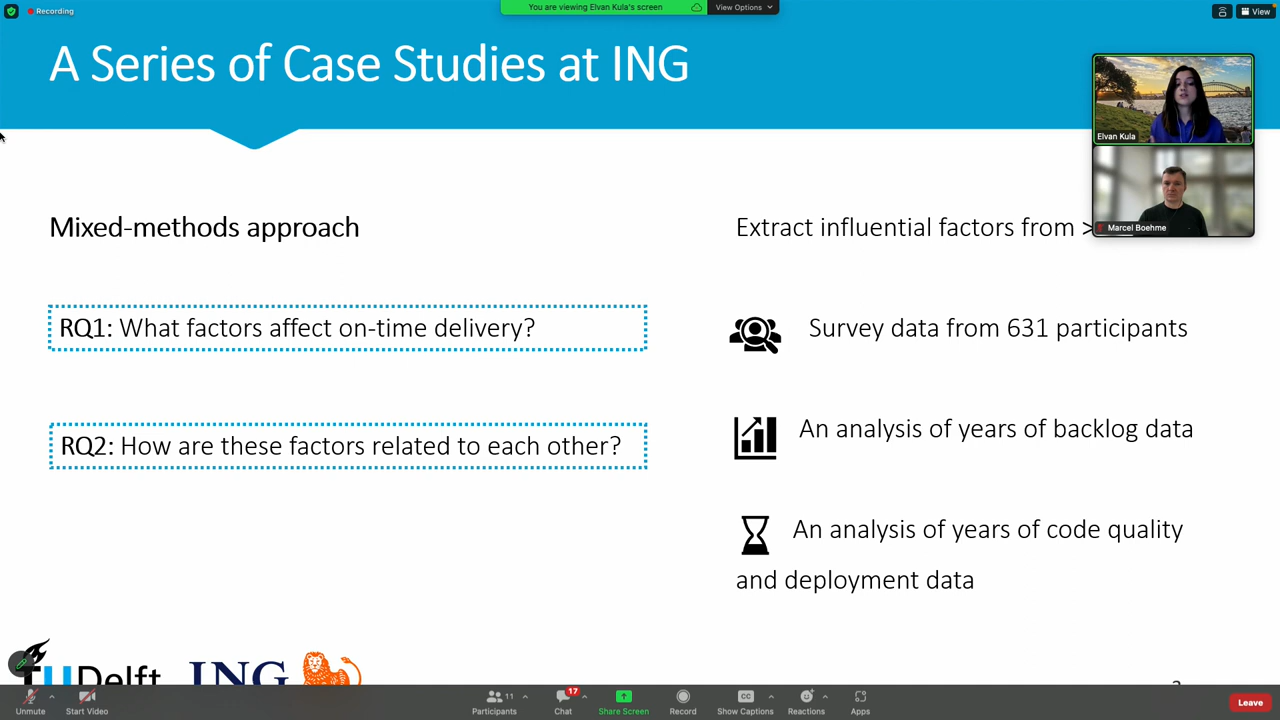 Recording
You are viewing Elvan Kula's screen
View Options
View
A Series of Case Studies at ING
Elvan Kula
Marcel Boehme
Mixed-methods approach
Extract influential factors from >
RQ1: What factors affect on-time delivery?
Survey data from 631 participants
RQ2: How are these factors related to each other?
An analysis of years of backlog data
An analysis of years of code quality
and deployment data
TUDelft
ING
Unmute
Start Video
11
Participants
17
Chat
Share Screen
Record
CC
Show Captions
Reactions
Apps
Leave